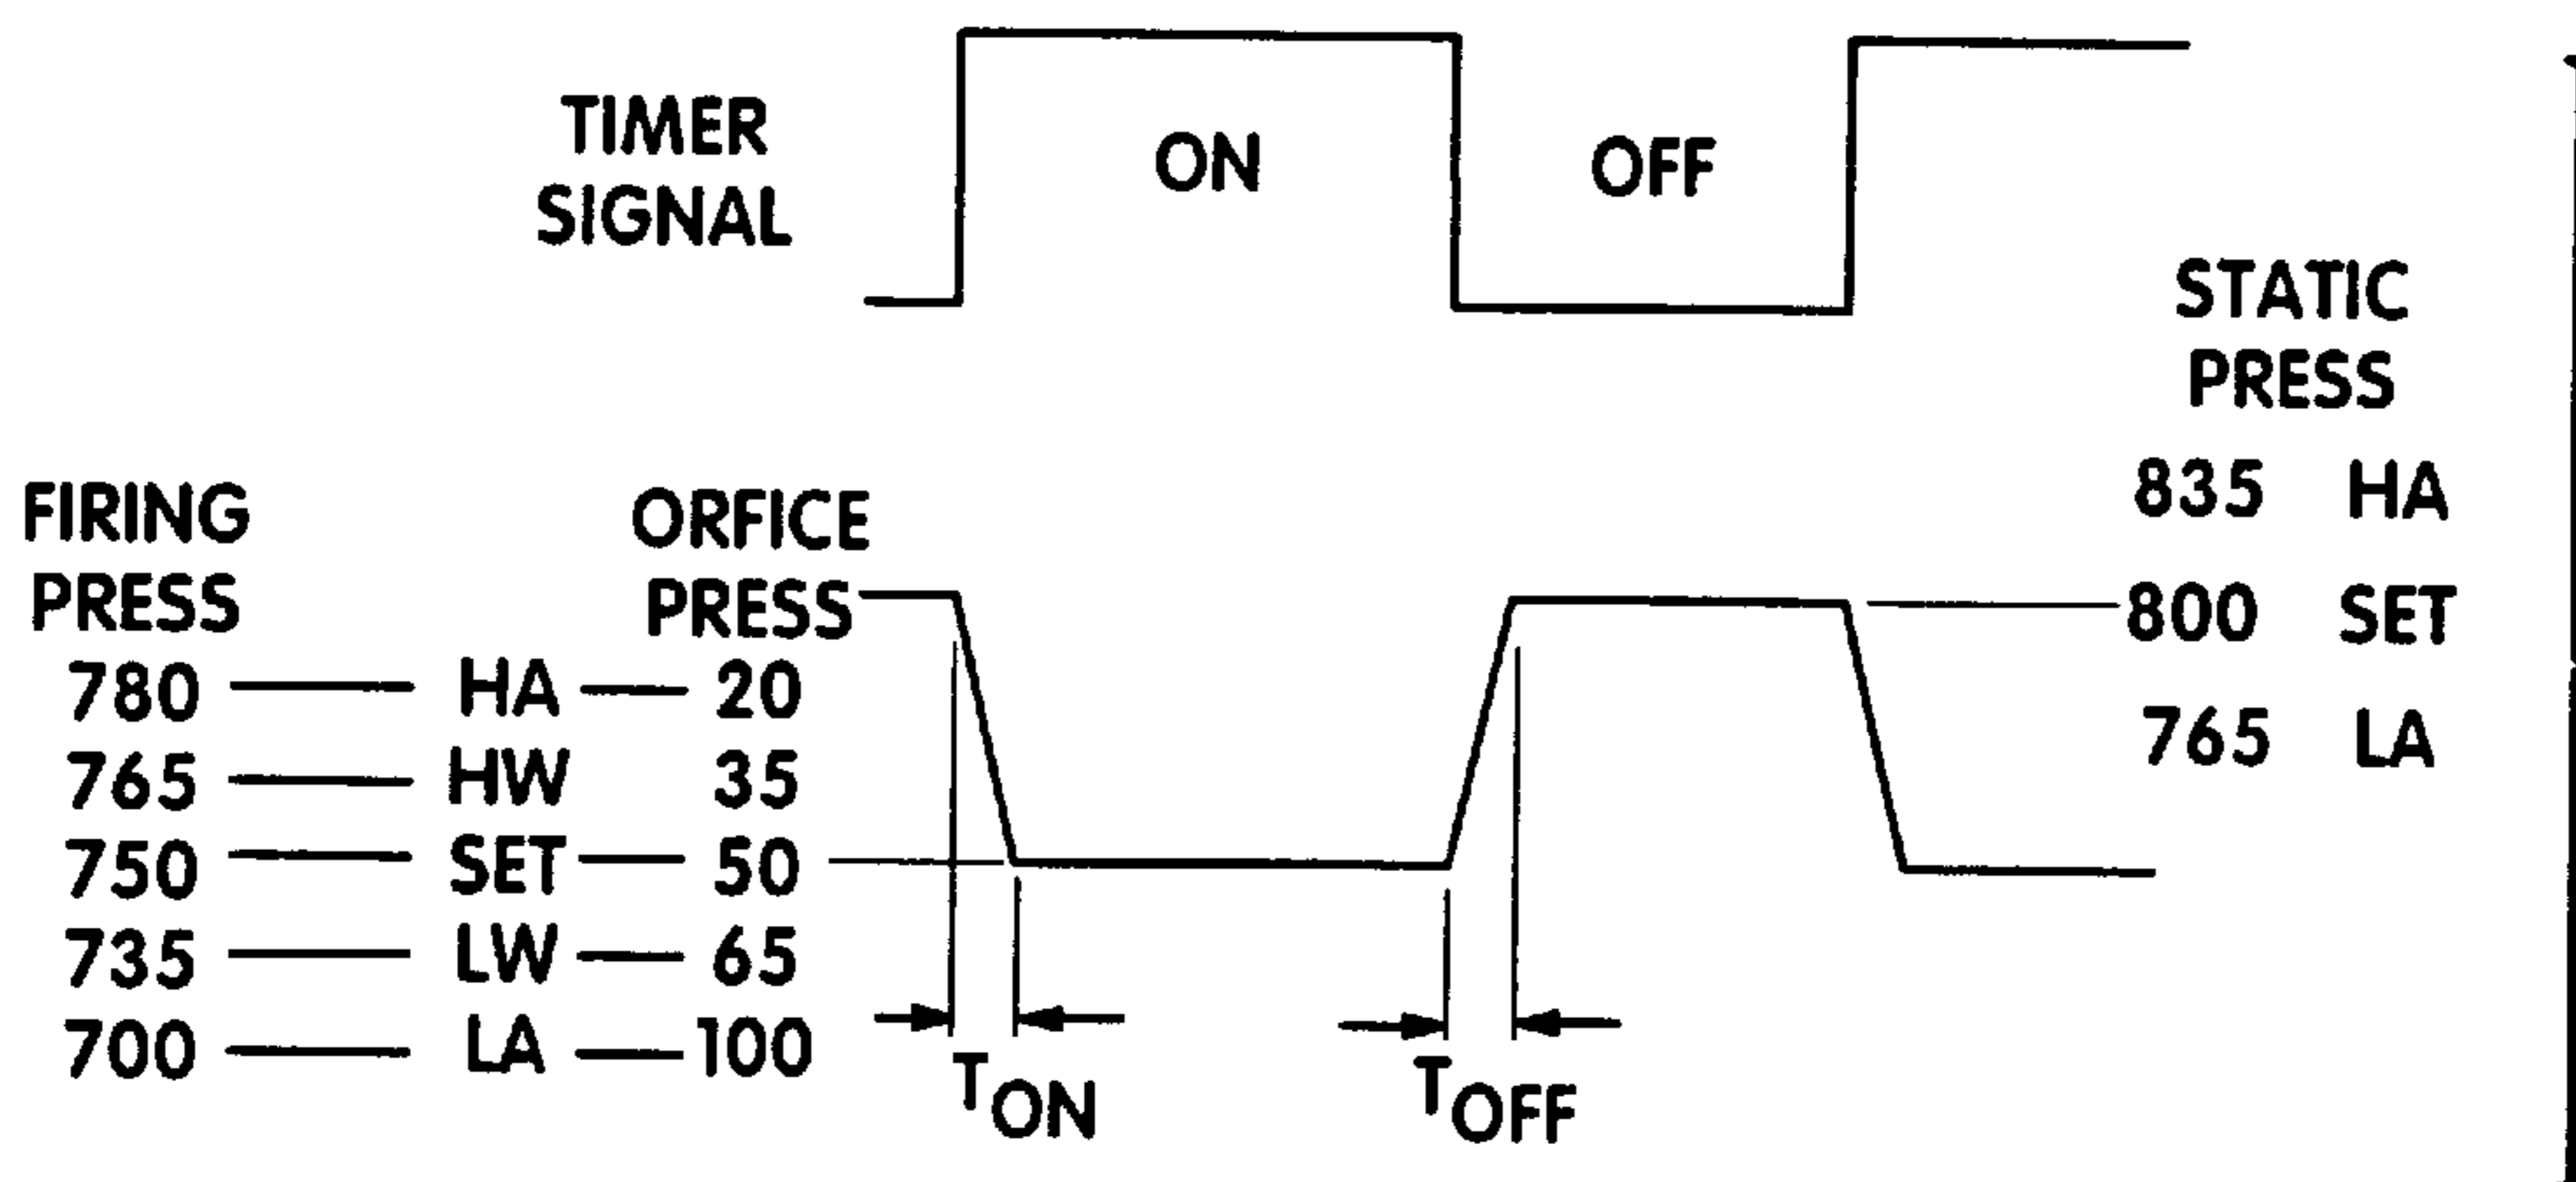 TIMER
SIGNAL
ON
OFF
STATIC
PRESS
835 HA
800 SET
765 LA
FIRING
PRESS
ORFICE
PRESS
780 HA 20
765 HW 35
750 SET 50
735 LW 65
700 LA 100
TON
TOFF